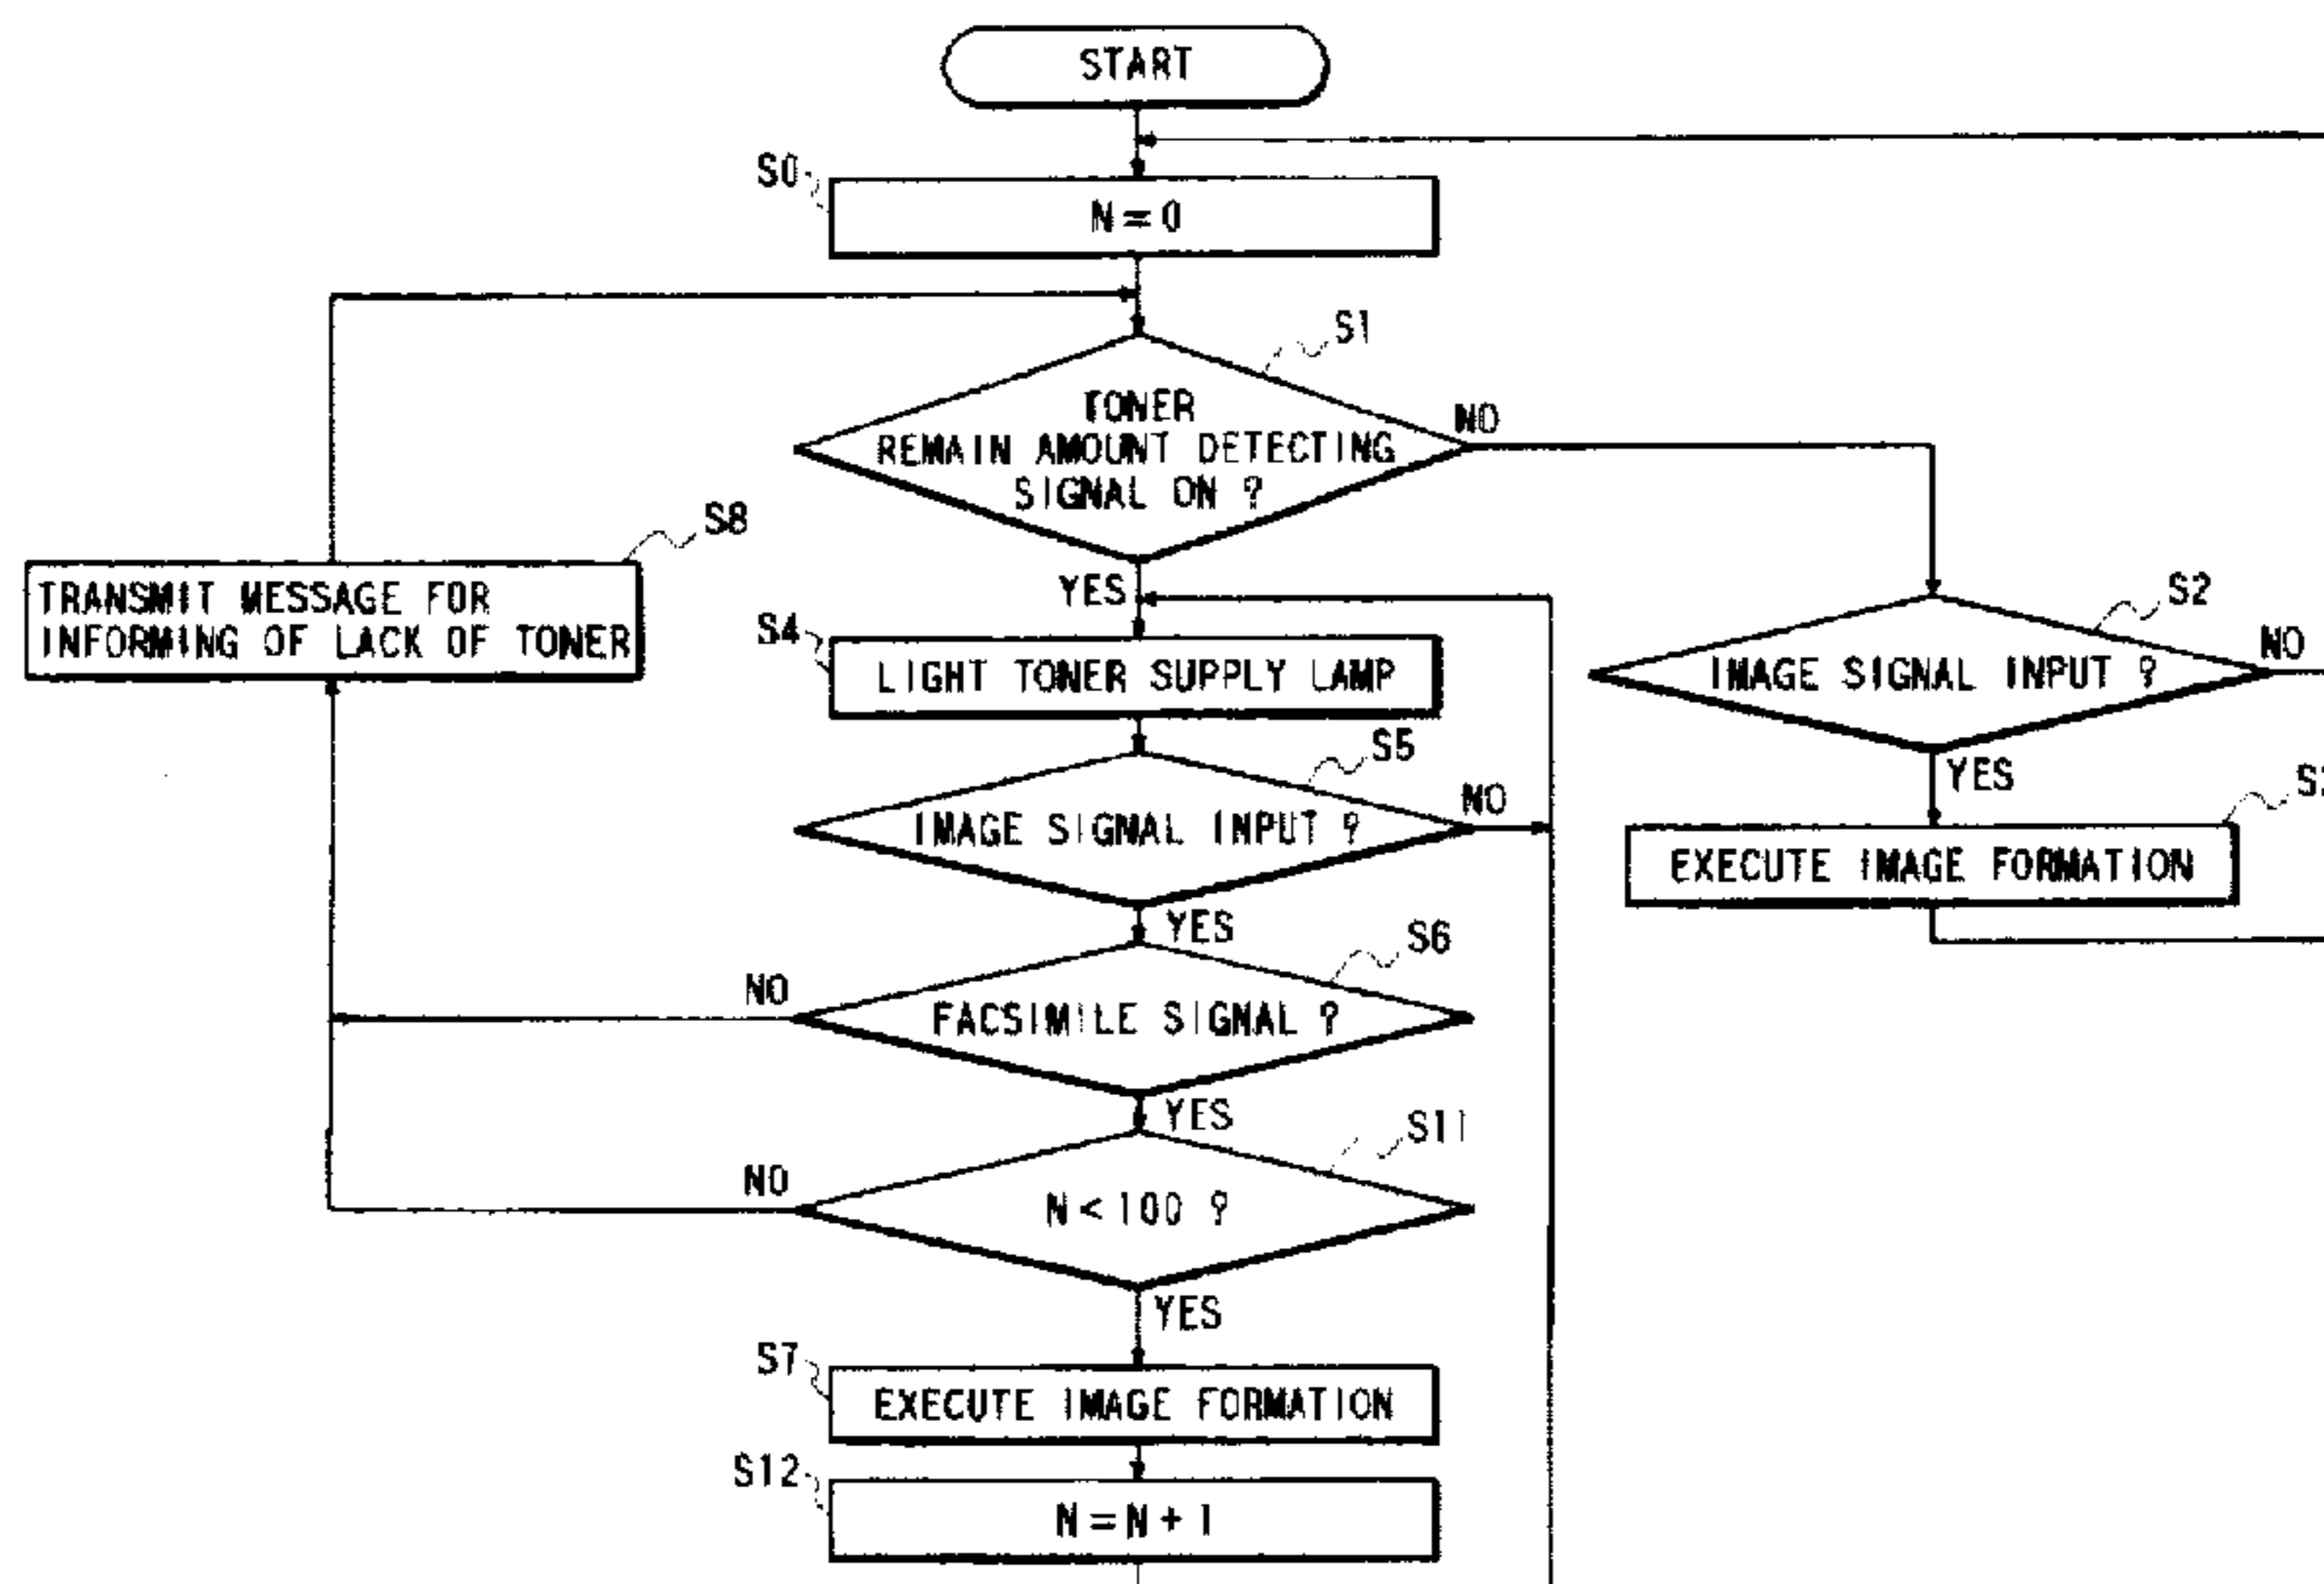 START
S0
N=0
S1
TONER
REMAIN AMOUNT DETECTING
SIGNAL ON ?
NO
YES
S8
TRANSMIT MESSAGE FOR
INFORMING OF LACK OF TONER
S4
LIGHT TONER SUPPLY LAMP
S2
IMAGE SIGNAL INPUT ?
NO
YES
S5
IMAGE SIGNAL INPUT ?
NO
YES
EXECUTE IMAGE FORMATION
S6
FACSIMILE SIGNAL ?
NO
YES
S11
N<100 ?
NO
YES
S7
EXECUTE IMAGE FORMATION
S12
N=N+1